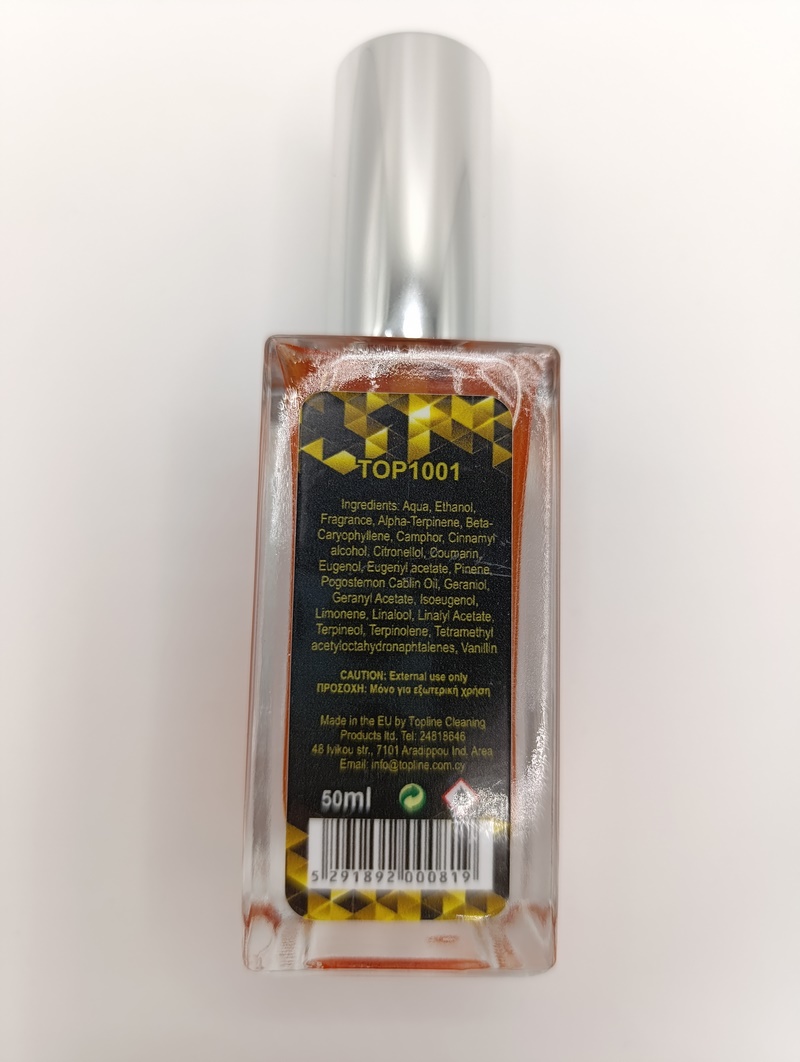 TOP1001
Ingredients: Aqua, Ethanol,
Fragrance, Alpha-Terpinene, Beta-
Caryophyllene, Camphor, Cinnamyl
alcohol, Citronellol, Coumarin,
Eugenol, Eugenyl acetate, Pinene,
Pogostemon Cablin Oil, Geraniol,
Geranyl Acetate, Isoeugenol,
Limonene, Linalool, Linalyl Acetate,
Terpineol, Terpinolene, Tetramethyl
acetyloctahydronaphtalenes, Vanillin
CAUTION: External use only
ΠΡΟΣΟΧΗ: Μόνο για εξωτερική χρήση
Made in the EU by Topline Cleaning
Products ltd. Tel: 24818646
48 Ivikou str., 7101 Aradippou Ind. Area
Email: info@topline.com.cy
50ml
5 291892 000819